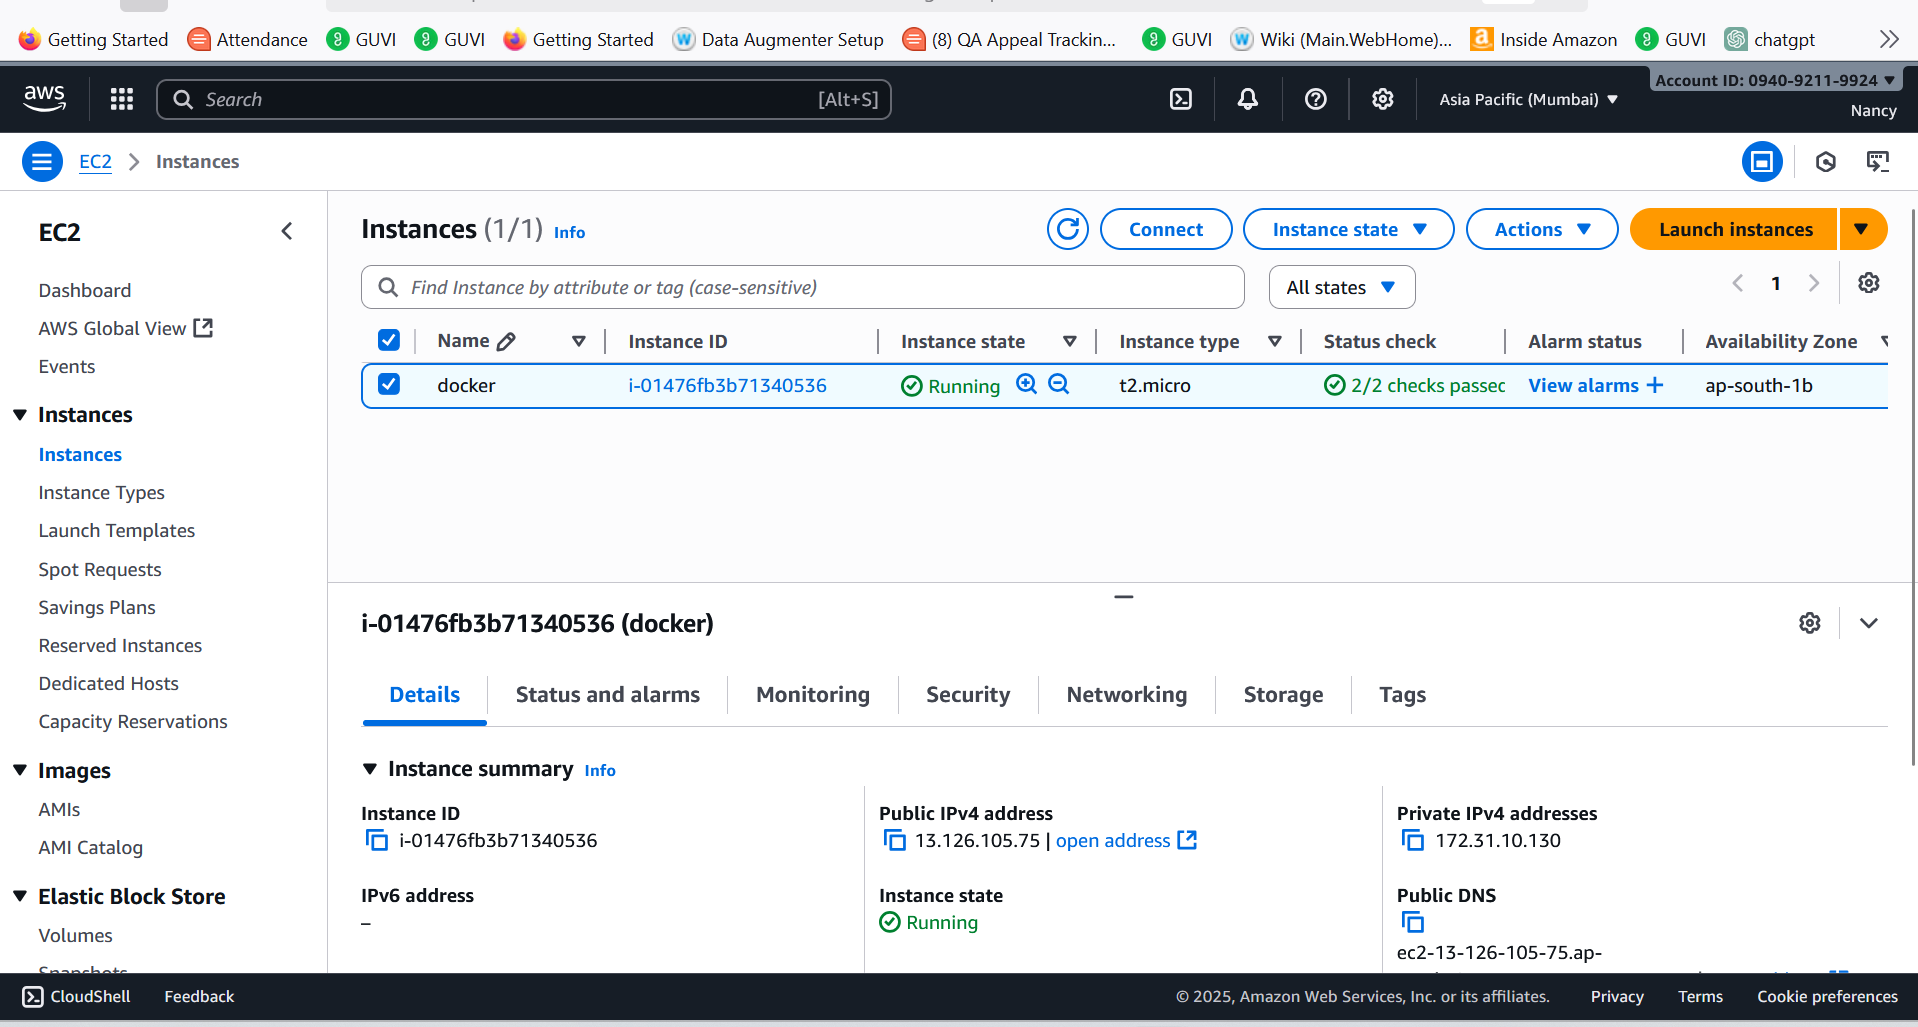 Getting Started Attendance GUVI GUVI Getting Started Data Augmenter Setup (8) QA Appeal Trackin... GUVI Wiki (Main.WebHome)... Inside Amazon GUVI chatgpt
aws Search [Alt+S] Asia Pacific (Mumbai) Account ID: 0940-9211-9924
Nancy
EC2 Instances
EC2
Dashboard
AWS Global View
Events
Instances
Instances
Instance Types
Launch Templates
Spot Requests
Savings Plans
Reserved Instances
Dedicated Hosts
Capacity Reservations
Images
AMIs
AMI Catalog
Elastic Block Store
Volumes
Snapshots
Instances (1/1) Info Connect Instance state Actions Launch instances
Find Instance by attribute or tag (case-sensitive) All states 1
Name Instance ID Instance state Instance type Status check Alarm status Availability Zone
docker i-01476fb3b71340536 Running t2.micro 2/2 checks passec View alarms + ap-south-1b
i-01476fb3b71340536 (docker)
Details Status and alarms Monitoring Security Networking Storage Tags
Instance summary Info
Instance ID
i-01476fb3b71340536
IPv6 address
–
Public IPv4 address
13.126.105.75 | open address
Instance state
Running
Private IPv4 addresses
172.31.10.130
Public DNS
ec2-13-126-105-75.ap-
CloudShell Feedback © 2025, Amazon Web Services, Inc. or its affiliates. Privacy Terms Cookie preferences